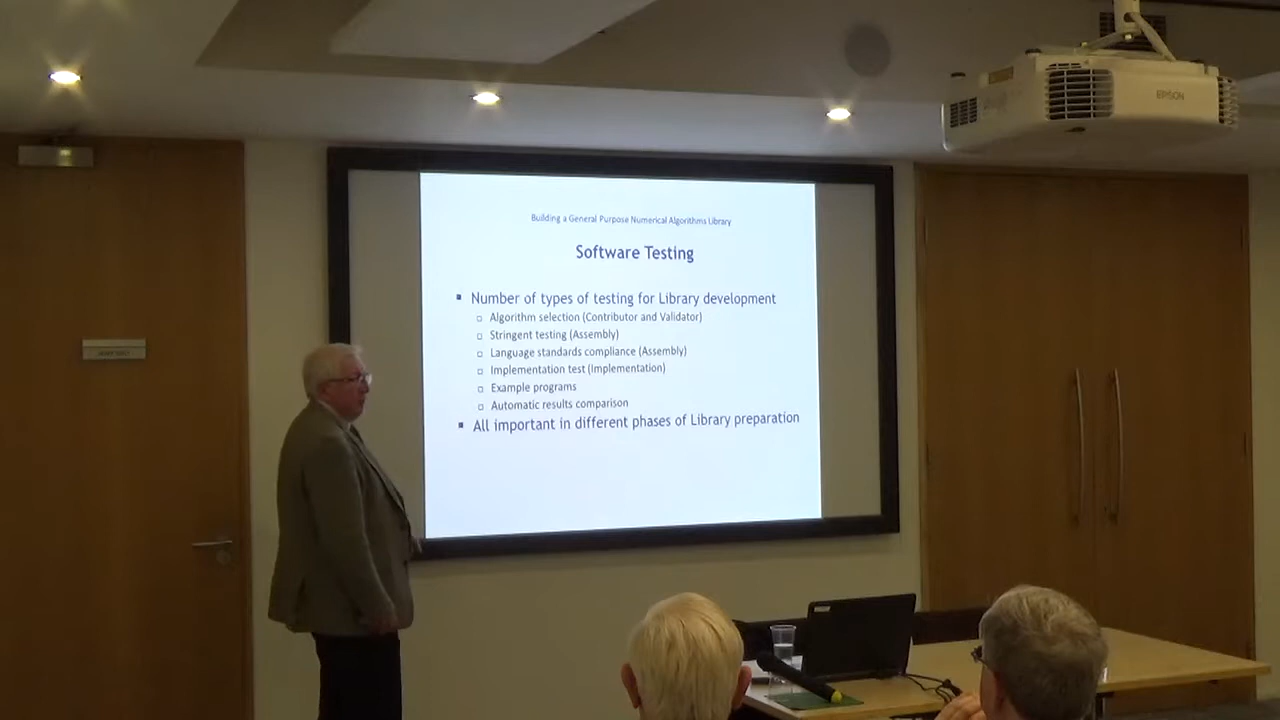 EPSON
Building a General Purpose Numerical Algorithms Library
Software Testing
▪ Number of types of testing for Library development
▫ Algorithm selection (Contributor and Validator)
▫ Stringent testing (Assembly)
▫ Language standards compliance (Assembly)
▫ Implementation test (Implementation)
▫ Example programs
▫ Automatic results comparison
▪ All important in different phases of Library preparation